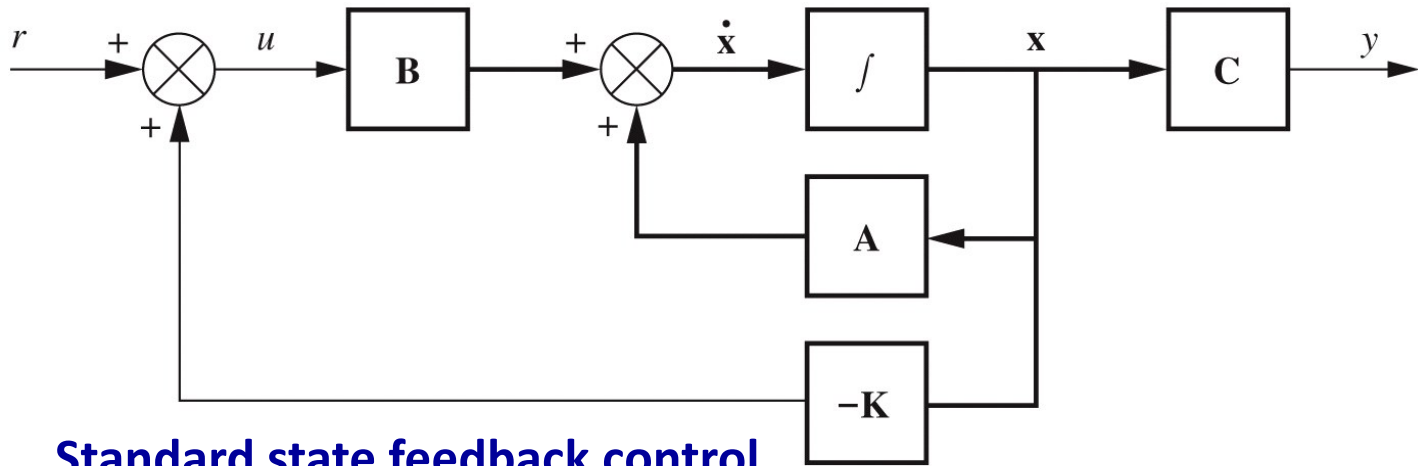 r + u B + ẋ ∫ x C y
+ +
A
−K
Standard state feedback control